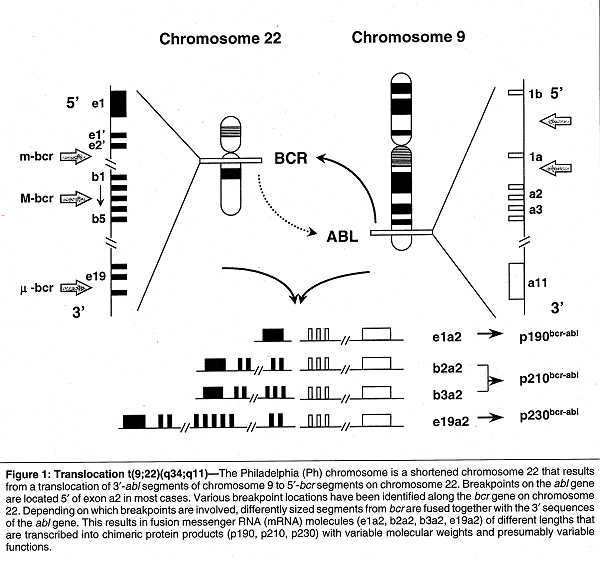 Chromosome 22
Chromosome 9
5'
e1
e1'
e2'
m-bcr
b1
M-bcr
b5
e19
μ-bcr
3'
BCR
ABL
1b
5'
1a
a2
a3
a11
3'
e1a2
p190bcr-abl
b2a2
p210bcr-abl
b3a2
e19a2
p230bcr-abl
Figure 1: Translocation t(9;22)(q34;q11)—The Philadelphia (Ph) chromosome is a shortened chromosome 22 that results
from a translocation of 3'-abl segments of chromosome 9 to 5'-bcr segments on chromosome 22. Breakpoints on the abl gene
are located 5' of exon a2 in most cases. Various breakpoint locations have been identified along the bcr gene on chromosome
22. Depending on which breakpoints are involved, differently sized segments from bcr are fused together with the 3' sequences
of the abl gene. This results in fusion messenger RNA (mRNA) molecules (e1a2, b2a2, b3a2, e19a2) of different lengths that
are transcribed into chimeric protein products (p190, p210, p230) with variable molecular weights and presumably variable
functions.